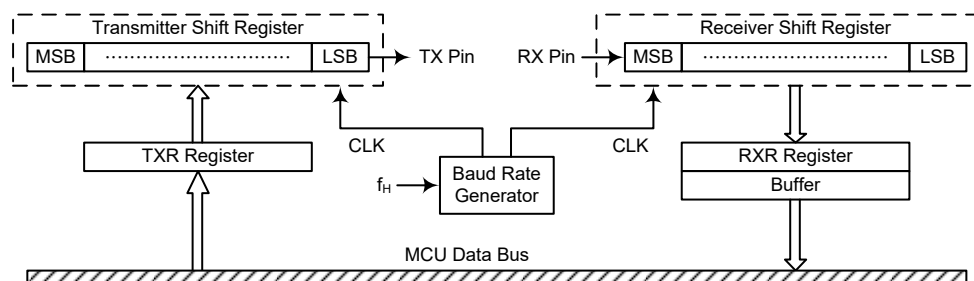 Transmitter Shift Register
MSB
LSB
TX Pin
RX Pin
Receiver Shift Register
MSB
LSB
CLK
CLK
TXR Register
RXR Register
Buffer
fH
Baud Rate
Generator
MCU Data Bus